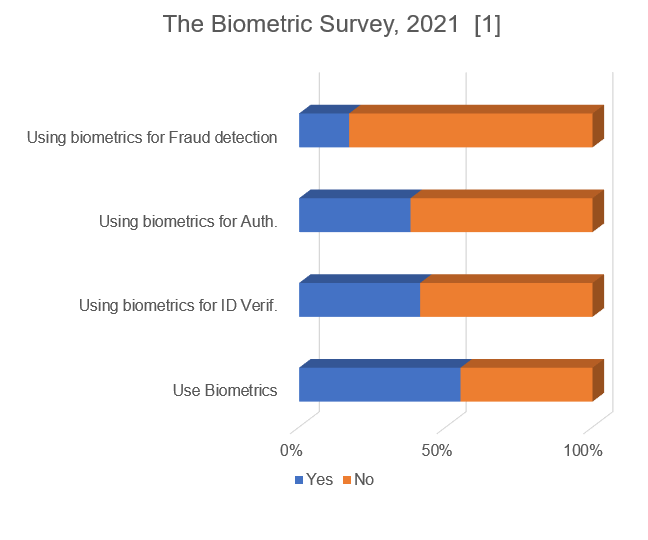 The Biometric Survey, 2021  [1]
Using biometrics for Fraud detection
Using biometrics for Auth.
Using biometrics for ID Verif.
Use Biometrics
0% 50% 100%
Yes No